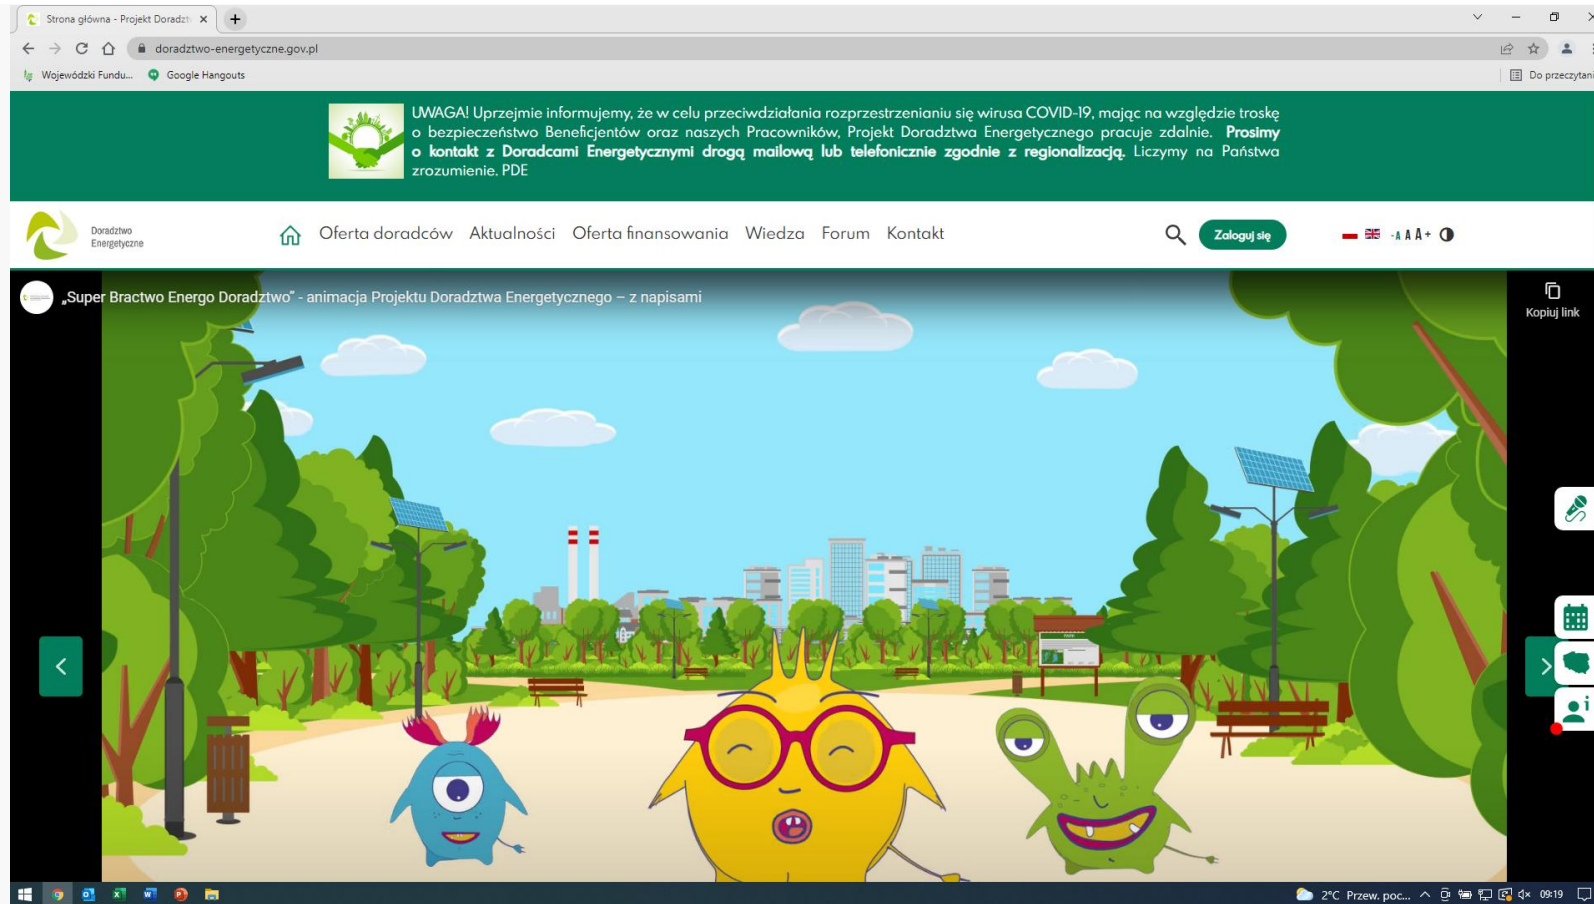 Strona główna - Projekt Doradzt
doradztwo-energetyczne.gov.pl
Wojewódzki Fundu... Google Hangouts Do przeczytani
UWAGA! Uprzejmie informujemy, że w celu przeciwdziałania rozprzestrzenianiu się wirusa COVID-19, mając na względzie troskę
o bezpieczeństwo Beneficjentów oraz naszych Pracowników, Projekt Doradztwa Energetycznego pracuje zdalnie. Prosimy
o kontakt z Doradcami Energetycznymi drogą mailową lub telefonicznie zgodnie z regionalizacją. Liczymy na Państwa
zrozumienie. PDE
Doradztwo
Energetyczne
Oferta doradców Aktualności Oferta finansowania Wiedza Forum Kontakt
Zaloguj się
-A A A+
„Super Bractwo Energo Doradztwo” - animacja Projektu Doradztwa Energetycznego – z napisami
Kopiuj link
PARK
2°C Przew. poc... 09:19